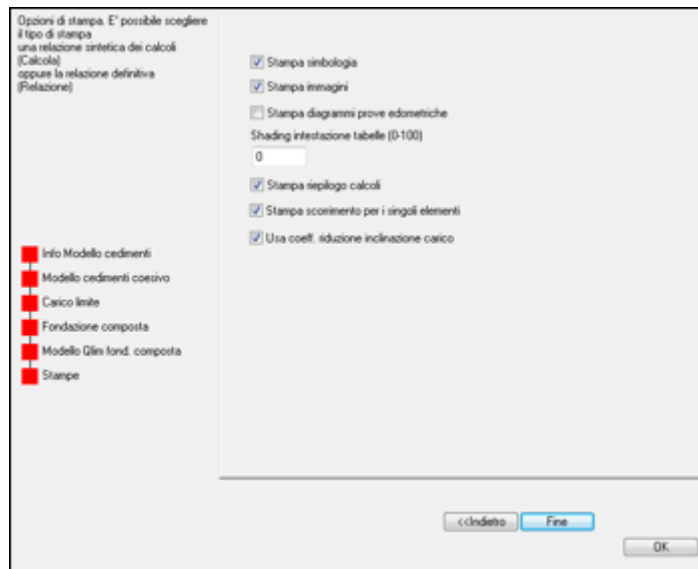 Opzioni di stampa. E' possibile scegliere
il tipo di stampa
una relazione sintetica dei calcoli
(Calcola)
oppure la relazione definitiva
(Relazione)
Stampa simbologia
Stampa immagini
Stampa diagrammi prove edometriche
Shading intestazione tabelle (0-100)
0
Stampa riepilogo calcoli
Stampa scorrimento per i singoli elementi
Usa coeff. riduzione inclinazione carico
Info Modello cedimenti
Modello cedimenti coesivo
Carico limite
Fondazione composta
Modello Qlim fond. composta
Stampe
<<Indietro
Fine
OK